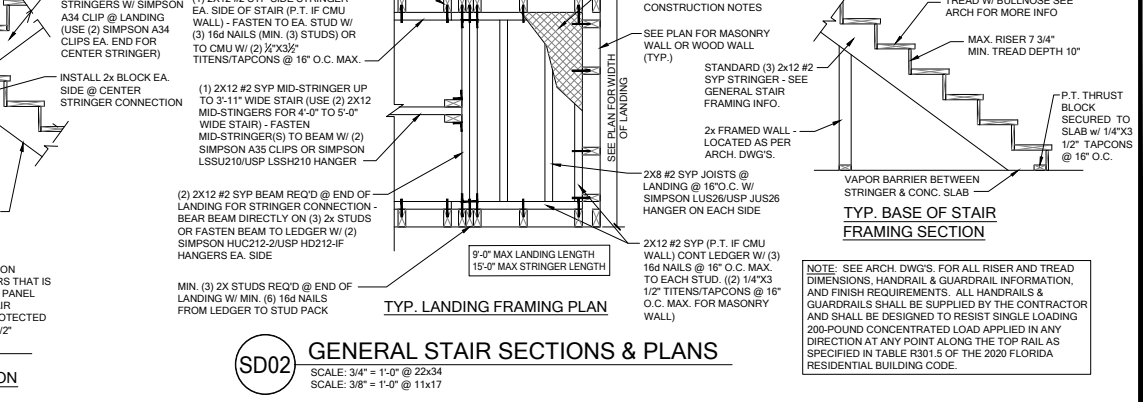 STRINGERS W/ SIMPSON
A34 CLIP @ LANDING
(USE (2) SIMPSON A34
CLIPS EA. END FOR
CENTER STRINGER)
INSTALL 2x BLOCK EA.
SIDE @ CENTER
STRINGER CONNECTION
EA. SIDE OF STAIR (P.T. IF CMU
WALL) - FASTEN TO EA. STUD W/
(3) 16d NAILS (MIN. (3) STUDS) OR
TO CMU W/ (2) ¼"X3½"
TITENS/TAPCONS @ 16" O.C. MAX.
(1) 2X12 #2 SYP MID-STRINGER UP
TO 3'-11" WIDE STAIR (USE (2) 2X12
MID-STINGERS FOR 4'-0" TO 5'-0"
WIDE STAIR) - FASTEN
MID-STRINGER(S) TO BEAM W/ (2)
SIMPSON A35 CLIPS OR SIMPSON
LSSU210/USP LSSH210 HANGER
(2) 2X12 #2 SYP BEAM REQ'D @ END OF
LANDING FOR STRINGER CONNECTION -
BEAR BEAM DIRECTLY ON (3) 2x STUDS
OR FASTEN BEAM TO LEDGER W/ (2)
SIMPSON HUC212-2/USP HD212-IF
HANGERS EA. SIDE
MIN. (3) 2X STUDS REQ'D @ END OF
LANDING W/ MIN. (6) 16d NAILS
FROM LEDGER TO STUD PACK
ON
RS THAT IS
PANEL
IR
OTECTED
/2"
ON
9'-0" MAX LANDING LENGTH
15'-0" MAX STRINGER LENGTH
TYP. LANDING FRAMING PLAN
SEE PLAN FOR WIDTH
OF LANDING
CONSTRUCTION NOTES
SEE PLAN FOR MASONRY
WALL OR WOOD WALL
(TYP.)
STANDARD (3) 2x12 #2
SYP STRINGER - SEE
GENERAL STAIR
FRAMING INFO.
2x FRAMED WALL -
LOCATED AS PER
ARCH. DWG'S.
2X8 #2 SYP JOISTS @
LANDING @ 16"O.C. W/
SIMPSON LUS26/USP JUS26
HANGER ON EACH SIDE
2X12 #2 SYP (P.T. IF CMU
WALL) CONT LEDGER W/ (3)
16d NAILS @ 16" O.C. MAX.
TO EACH STUD. ((2) 1/4"X3
1/2" TITENS/TAPCONS @ 16"
O.C. MAX. FOR MASONRY
WALL)
TREAD W/ BULLNOSE SEE
ARCH FOR MORE INFO
MAX. RISER 7 3/4"
MIN. TREAD DEPTH 10"
P.T. THRUST
BLOCK
SECURED TO
SLAB w/ 1/4"X3
1/2" TAPCONS
@ 16" O.C.
VAPOR BARRIER BETWEEN
STRINGER & CONC. SLAB
TYP. BASE OF STAIR
FRAMING SECTION
NOTE: SEE ARCH. DWG'S. FOR ALL RISER AND TREAD
DIMENSIONS, HANDRAIL & GUARDRAIL INFORMATION,
AND FINISH REQUIREMENTS. ALL HANDRAILS &
GUARDRAILS SHALL BE SUPPLIED BY THE CONTRACTOR
AND SHALL BE DESIGNED TO RESIST SINGLE LOADING
200-POUND CONCENTRATED LOAD APPLIED IN ANY
DIRECTION AT ANY POINT ALONG THE TOP RAIL AS
SPECIFIED IN TABLE R301.5 OF THE 2020 FLORIDA
RESIDENTIAL BUILDING CODE.
SD02
GENERAL STAIR SECTIONS & PLANS
SCALE: 3/4" = 1'-0" @ 22x34
SCALE: 3/8" = 1'-0" @ 11x17